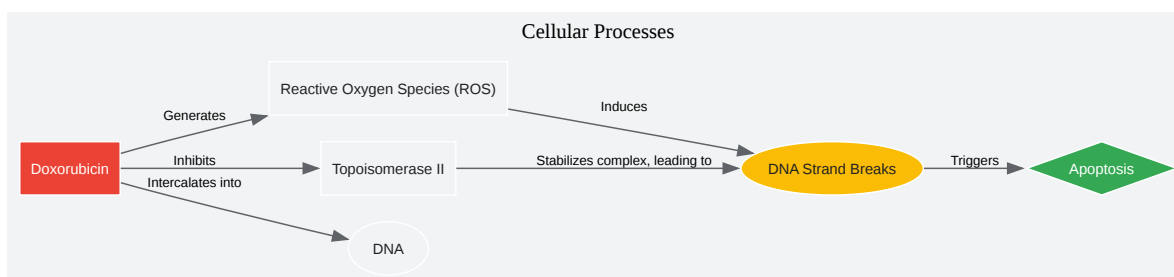 Cellular Processes
Reactive Oxygen Species (ROS)
Generates
Induces
Doxorubicin
Inhibits
Topoisomerase II
Stabilizes complex, leading to
DNA Strand Breaks
Triggers
Apoptosis
Intercalates into
DNA